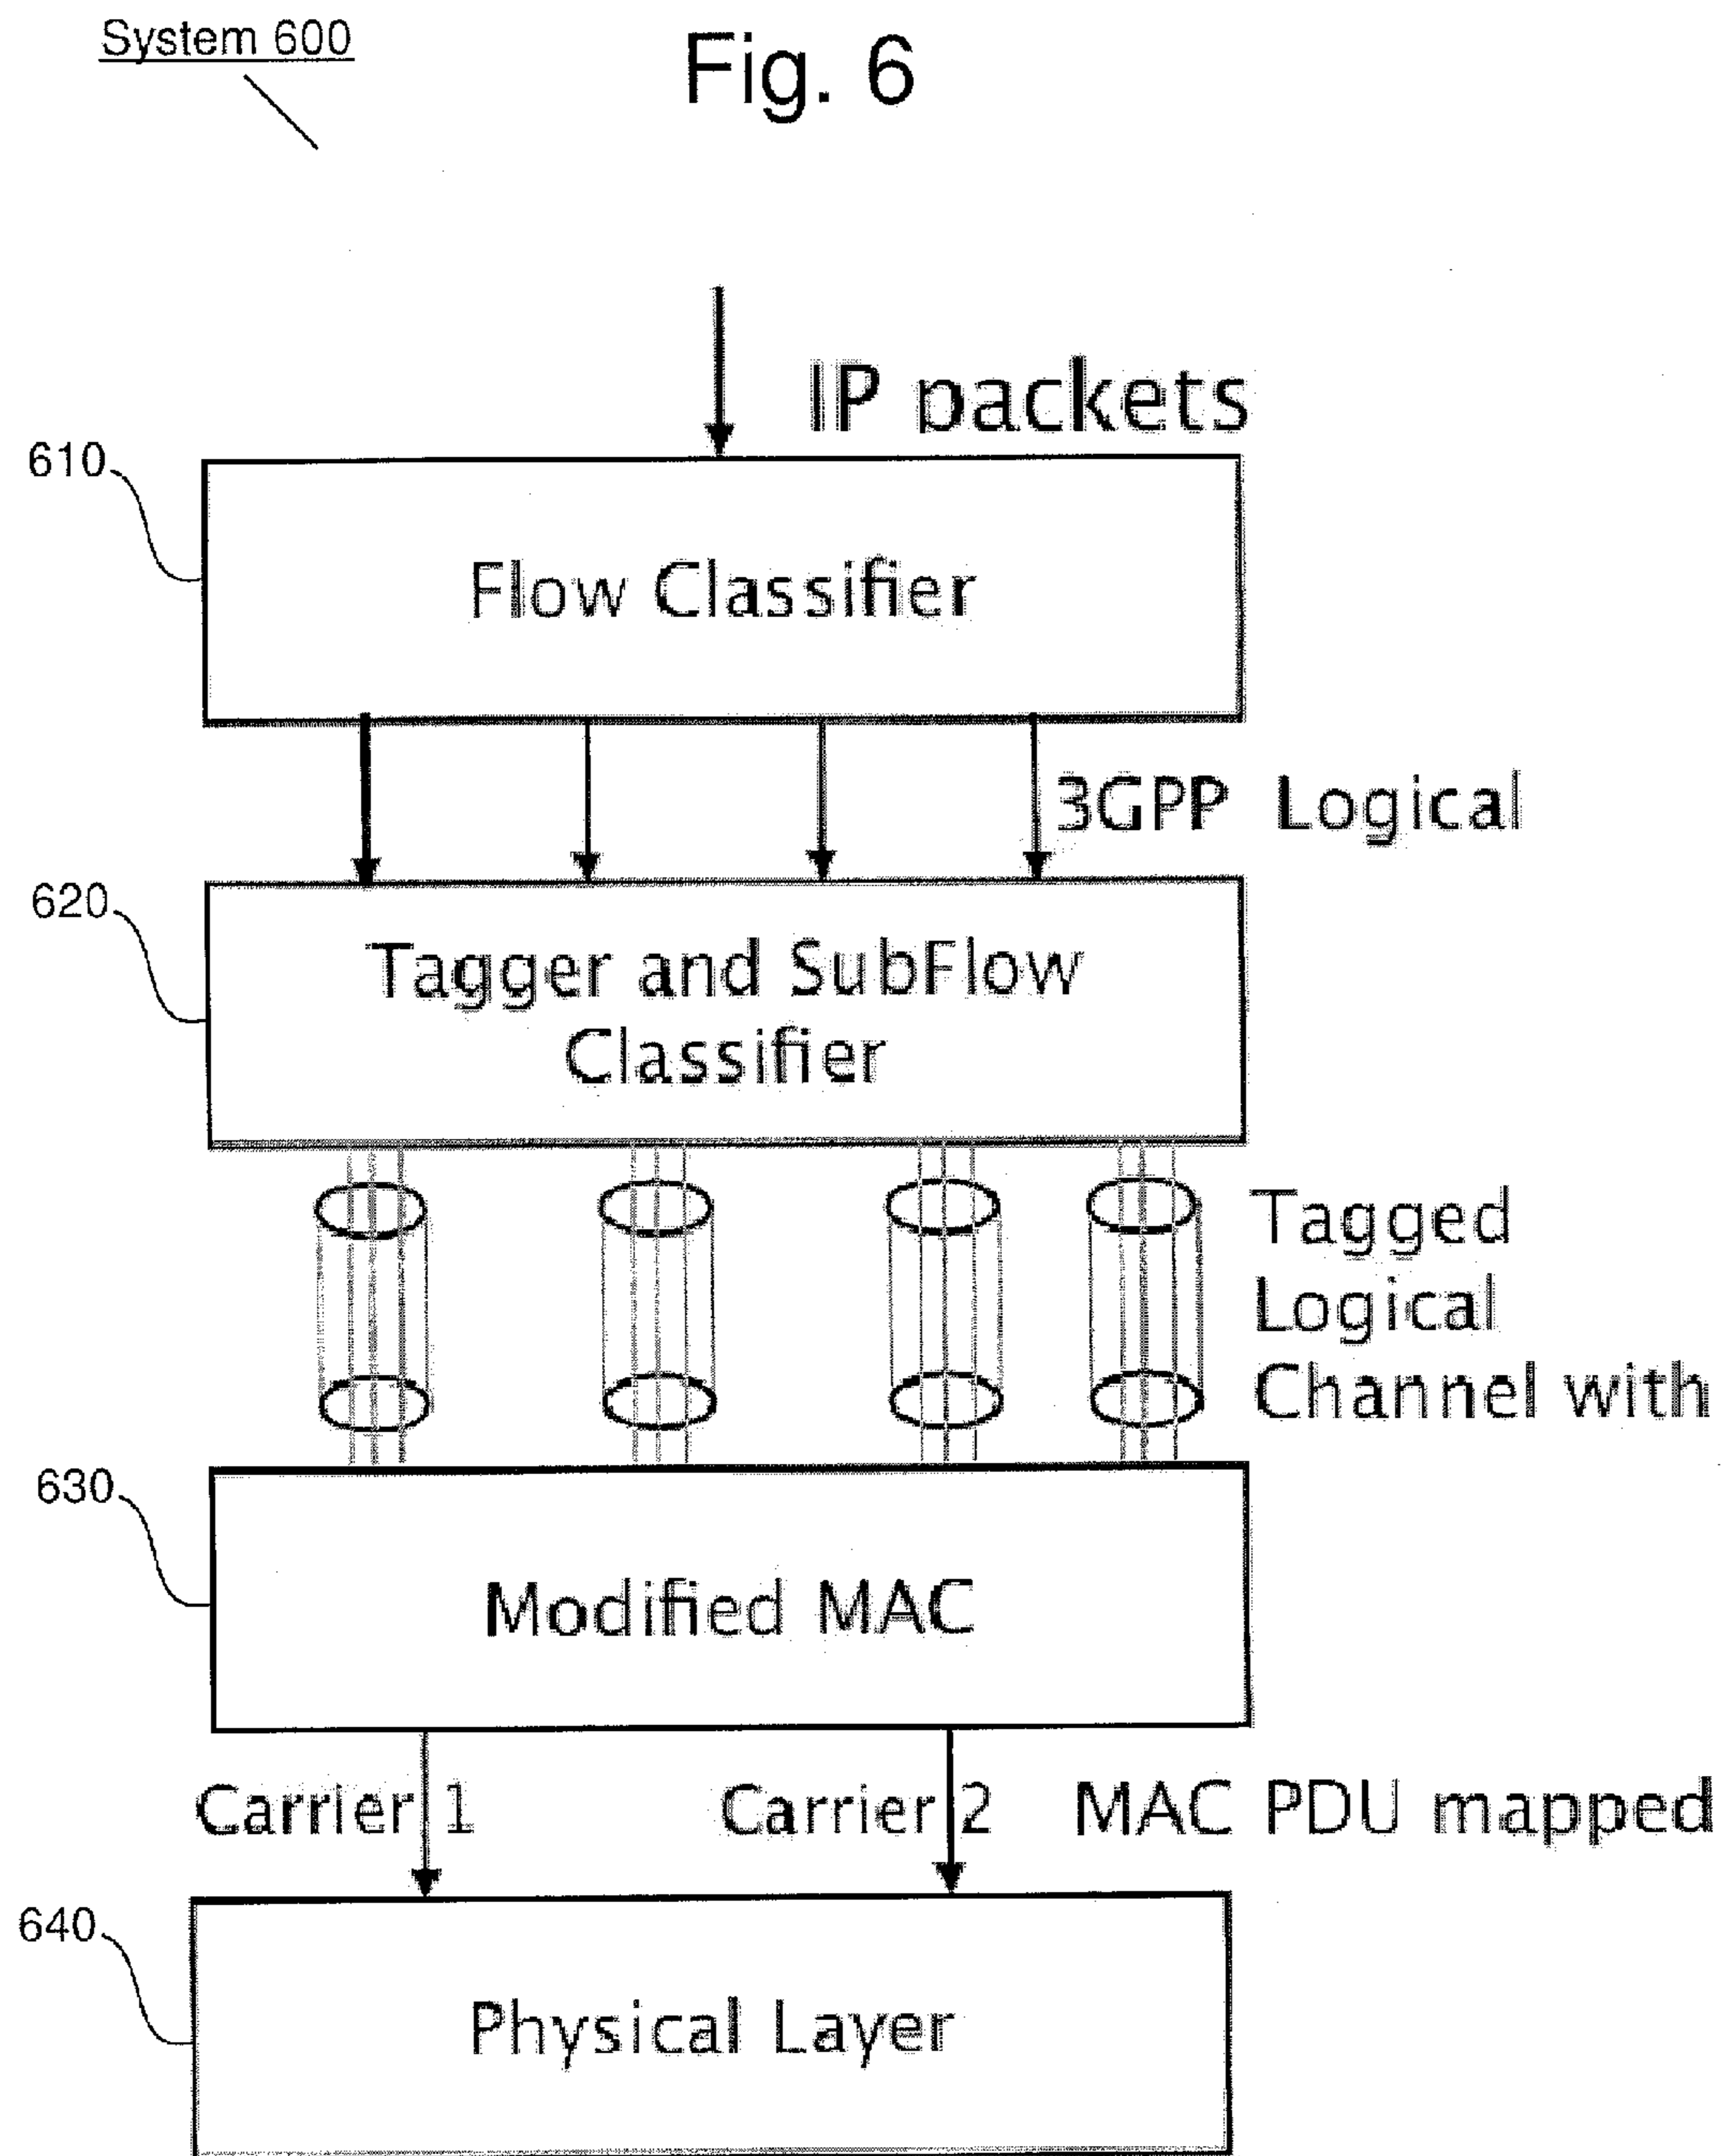 System 600
Fig. 6
IP packets
610
Flow Classifier
3GPP Logical
620
Tagger and SubFlow
Classifier
Tagged
Logical
Channel with
630
Modified MAC
Carrier 1
Carrier 2
MAC PDU mapped
640
Physical Layer